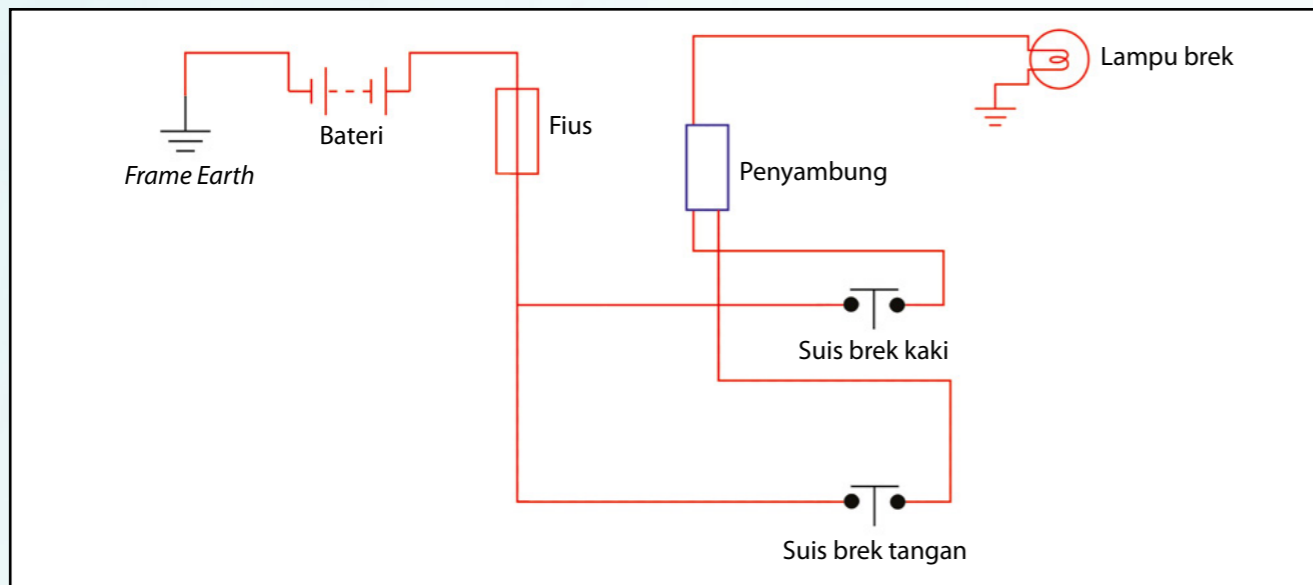 Lampu brek
Fius
Bateri
Penyambung
Frame Earth
Suis brek kaki
Suis brek tangan